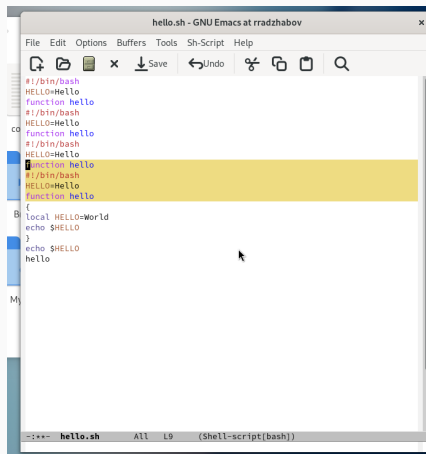 hello.sh - GNU Emacs at rradzhabov
File Edit Options Buffers Tools Sh-Script Help
Save Undo
#!/bin/bash
HELLO=Hello
function hello
#!/bin/bash
HELLO=Hello
function hello
#!/bin/bash
HELLO=Hello
function hello
#!/bin/bash
HELLO=Hello
function hello
{
local HELLO=World
echo $HELLO
}
echo $HELLO
hello
co
My
-:**- hello.sh All L9 (Shell-script[bash])